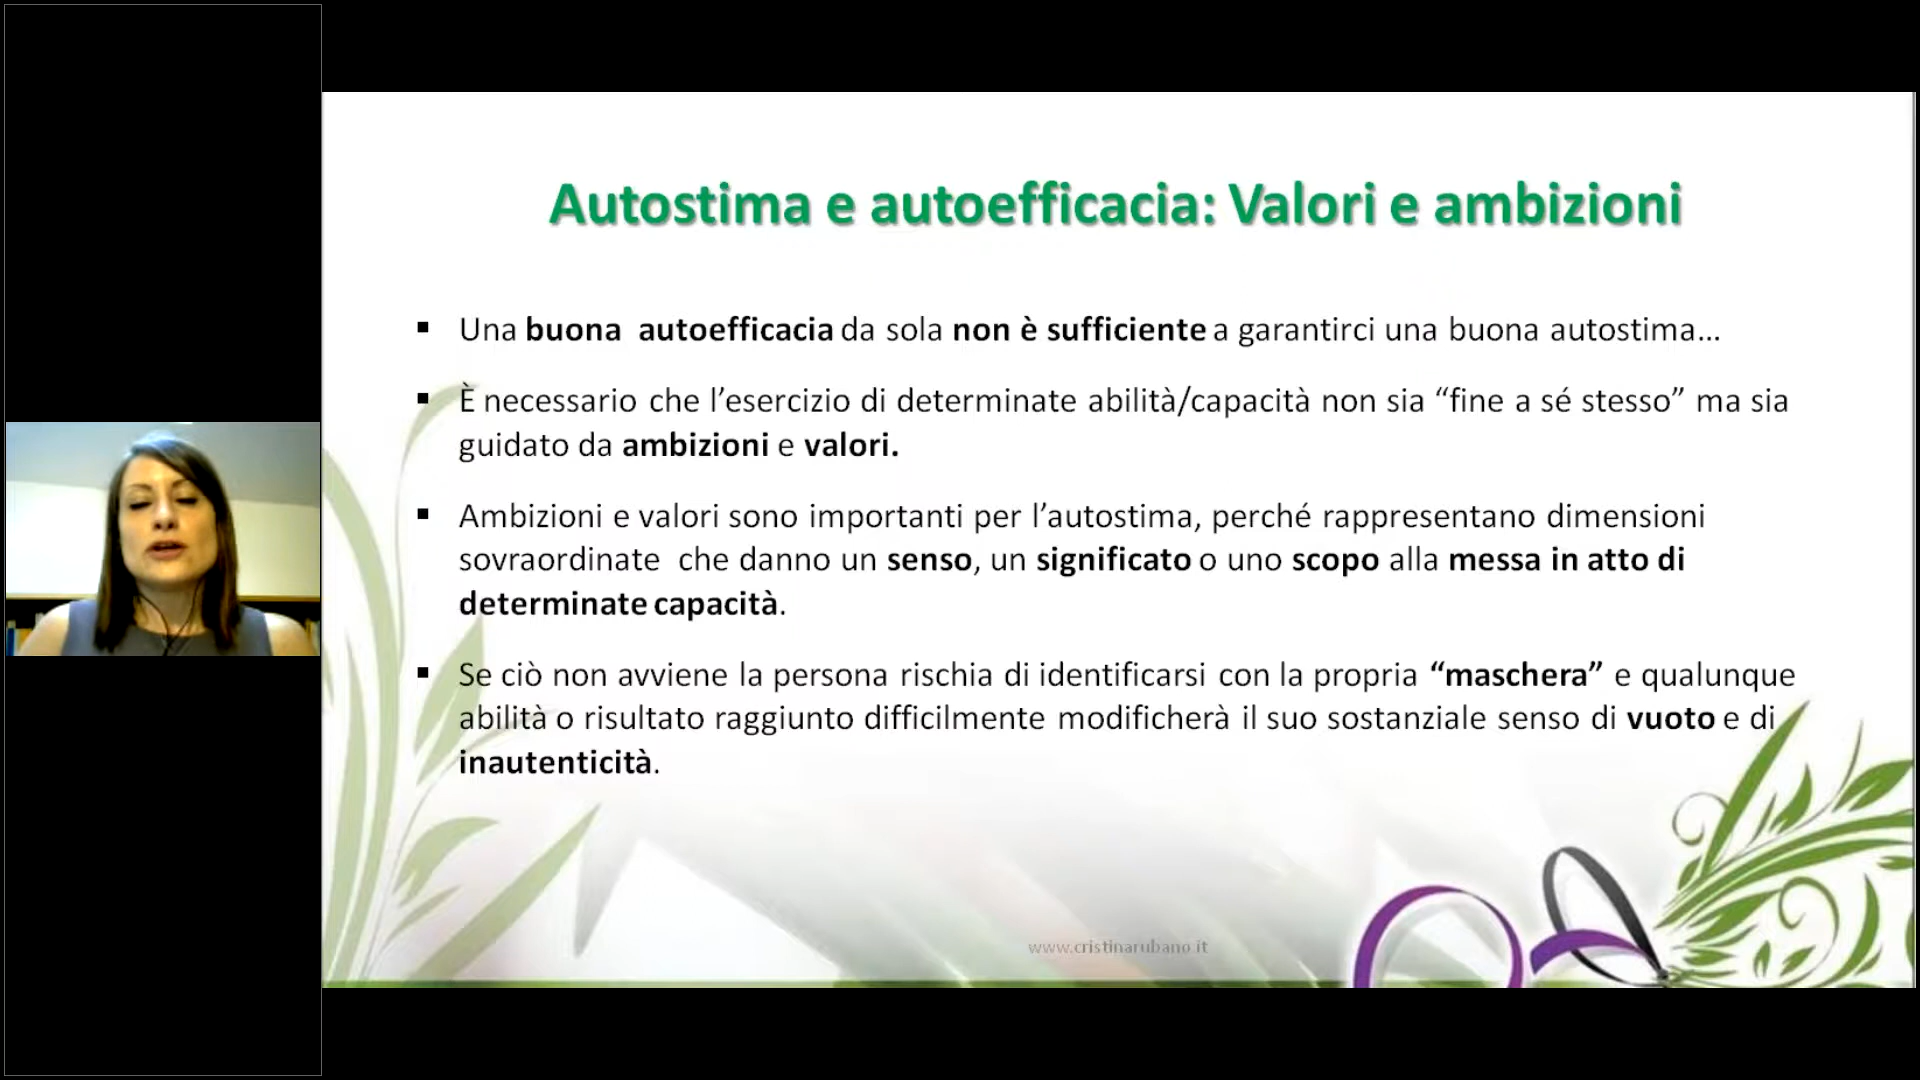 Autostima e autoefficacia: Valori e ambizioni
▪ Una buona autoefficacia da sola non è sufficiente a garantirci una buona autostima…
▪ È necessario che l’esercizio di determinate abilità/capacità non sia “fine a sé stesso” ma sia
guidato da ambizioni e valori.
▪ Ambizioni e valori sono importanti per l’autostima, perché rappresentano dimensioni
sovraordinate che danno un senso, un significato o uno scopo alla messa in atto di
determinate capacità.
▪ Se ciò non avviene la persona rischia di identificarsi con la propria “maschera” e qualunque
abilità o risultato raggiunto difficilmente modificherà il suo sostanziale senso di vuoto e di
inautenticità.
www.cristinarubano.it